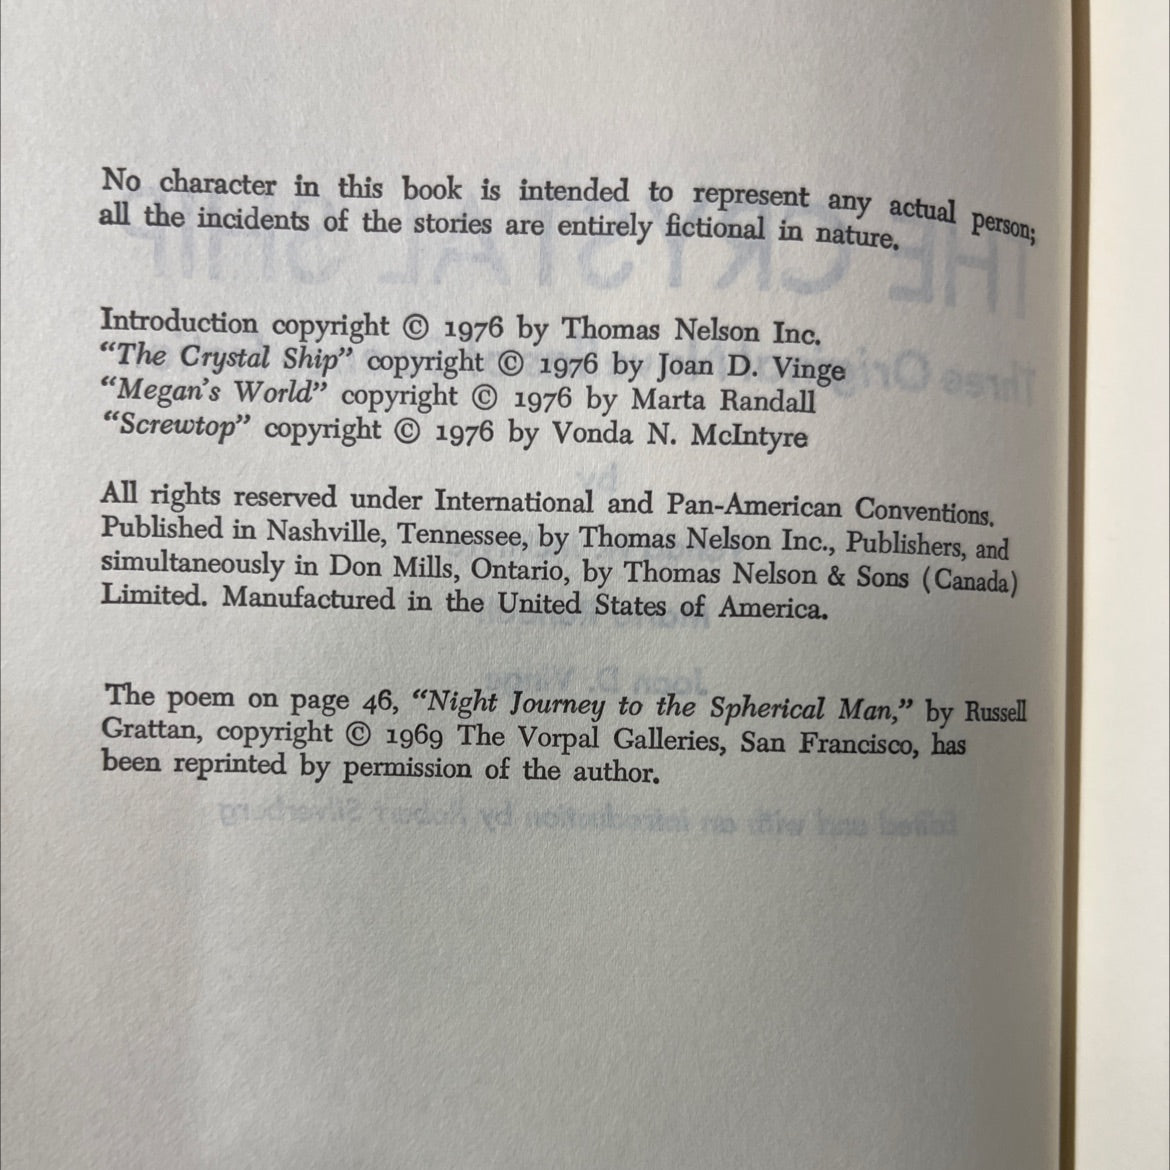 No character in this book is intended to represent any actual person;
all the incidents of the stories are entirely fictional in nature.
Introduction copyright © 1976 by Thomas Nelson Inc.
“The Crystal Ship” copyright © 1976 by Joan D. Vinge
“Megan’s World” copyright © 1976 by Marta Randall
“Screwtop” copyright © 1976 by Vonda N. McIntyre
All rights reserved under International and Pan-American Conventions.
Published in Nashville, Tennessee, by Thomas Nelson Inc., Publishers, and
simultaneously in Don Mills, Ontario, by Thomas Nelson & Sons (Canada)
Limited. Manufactured in the United States of America.
The poem on page 46, “Night Journey to the Spherical Man,” by Russell
Grattan, copyright © 1969 The Vorpal Galleries, San Francisco, has
been reprinted by permission of the author.